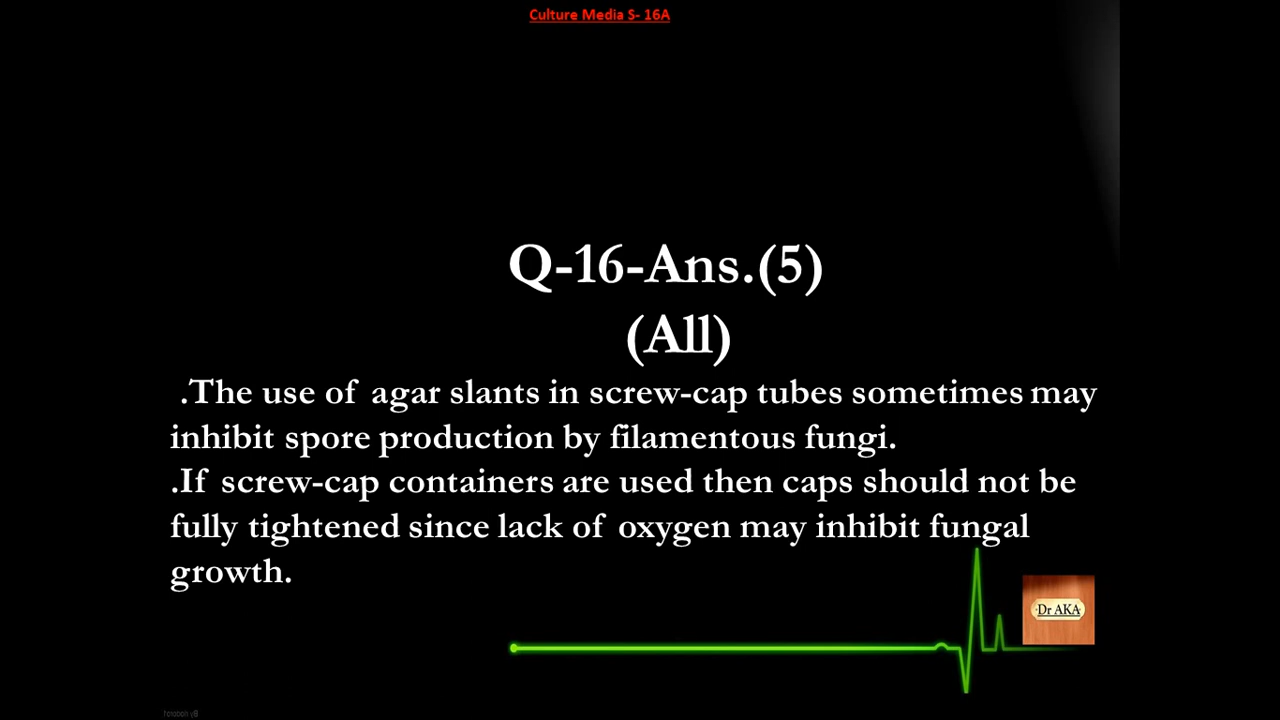 Culture Media S- 16A
Q-16-Ans.(5)
(All)
.The use of agar slants in screw-cap tubes sometimes may
inhibit spore production by filamentous fungi.
.If screw-cap containers are used then caps should not be
fully tightened since lack of oxygen may inhibit fungal
growth.
Dr AKA